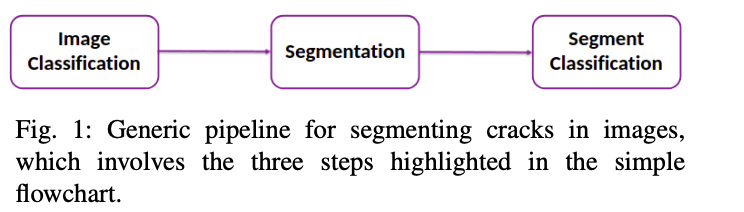 Image
Classification
Segmentation
Segment
Classification
Fig. 1: Generic pipeline for segmenting cracks in images,
which involves the three steps highlighted in the simple
flowchart.